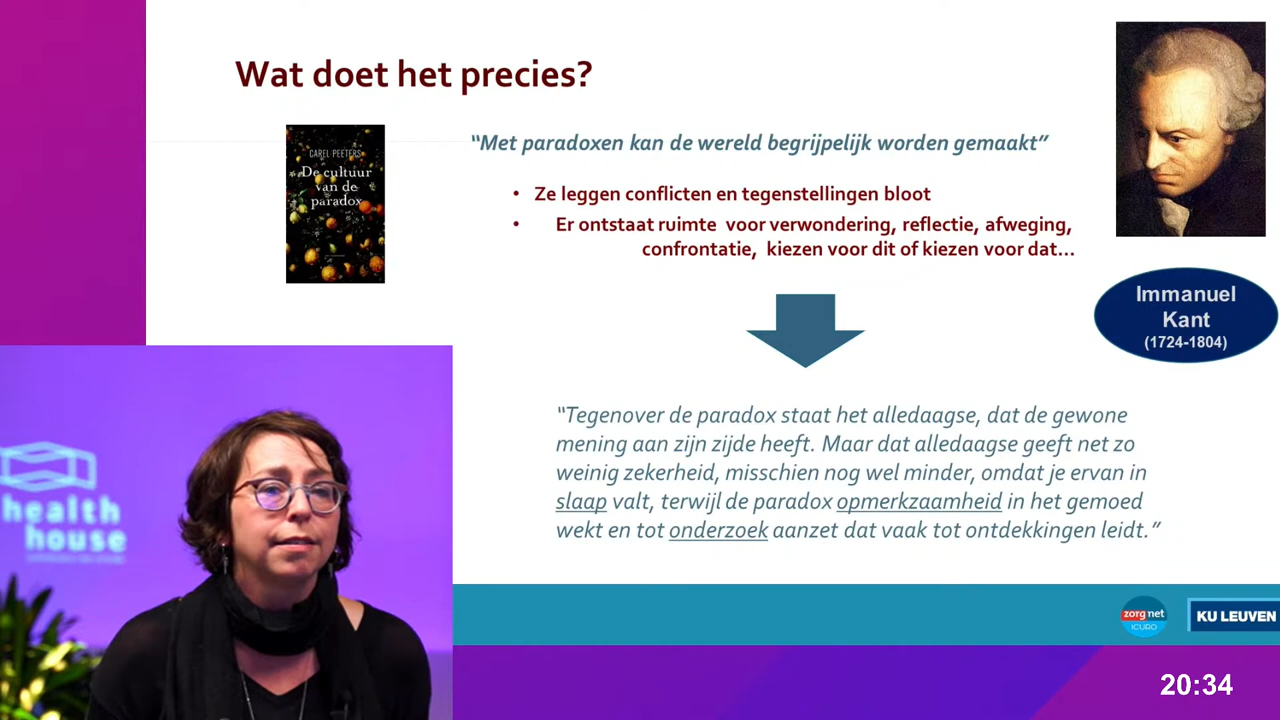 Wat doet het precies?
CAREL PEETERS
De cultuur
van de
paradox
“Met paradoxen kan de wereld begrijpelijk worden gemaakt”
• Ze leggen conflicten en tegenstellingen bloot
• Er ontstaat ruimte voor verwondering, reflectie, afweging,
confrontatie, kiezen voor dit of kiezen voor dat…
Immanuel
Kant
(1724-1804)
“Tegenover de paradox staat het alledaagse, dat de gewone
mening aan zijn zijde heeft. Maar dat alledaagse geeft net zo
weinig zekerheid, misschien nog wel minder, omdat je ervan in
slaap valt, terwijl de paradox opmerkzaamheid in het gemoed
wekt en tot onderzoek aanzet dat vaak tot ontdekkingen leidt.”
health
house
zorgnet
ICURO
KU LEUVEN
20:34